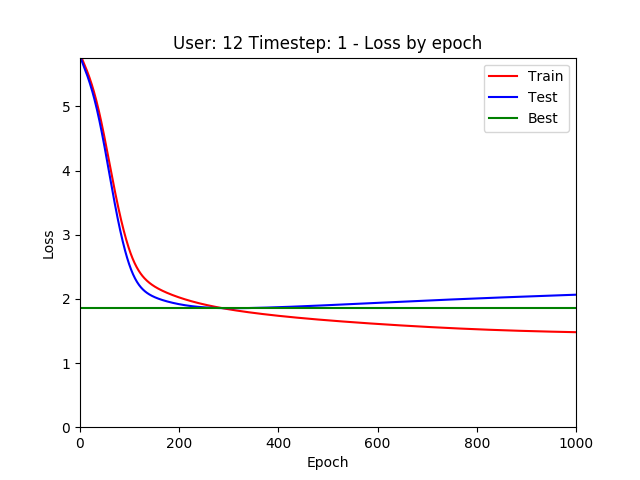 User: 12 Timestep: 1 - Loss by epoch
Train
Test
Best
Loss
5
4
3
2
1
0
0 200 400 600 800 1000
Epoch